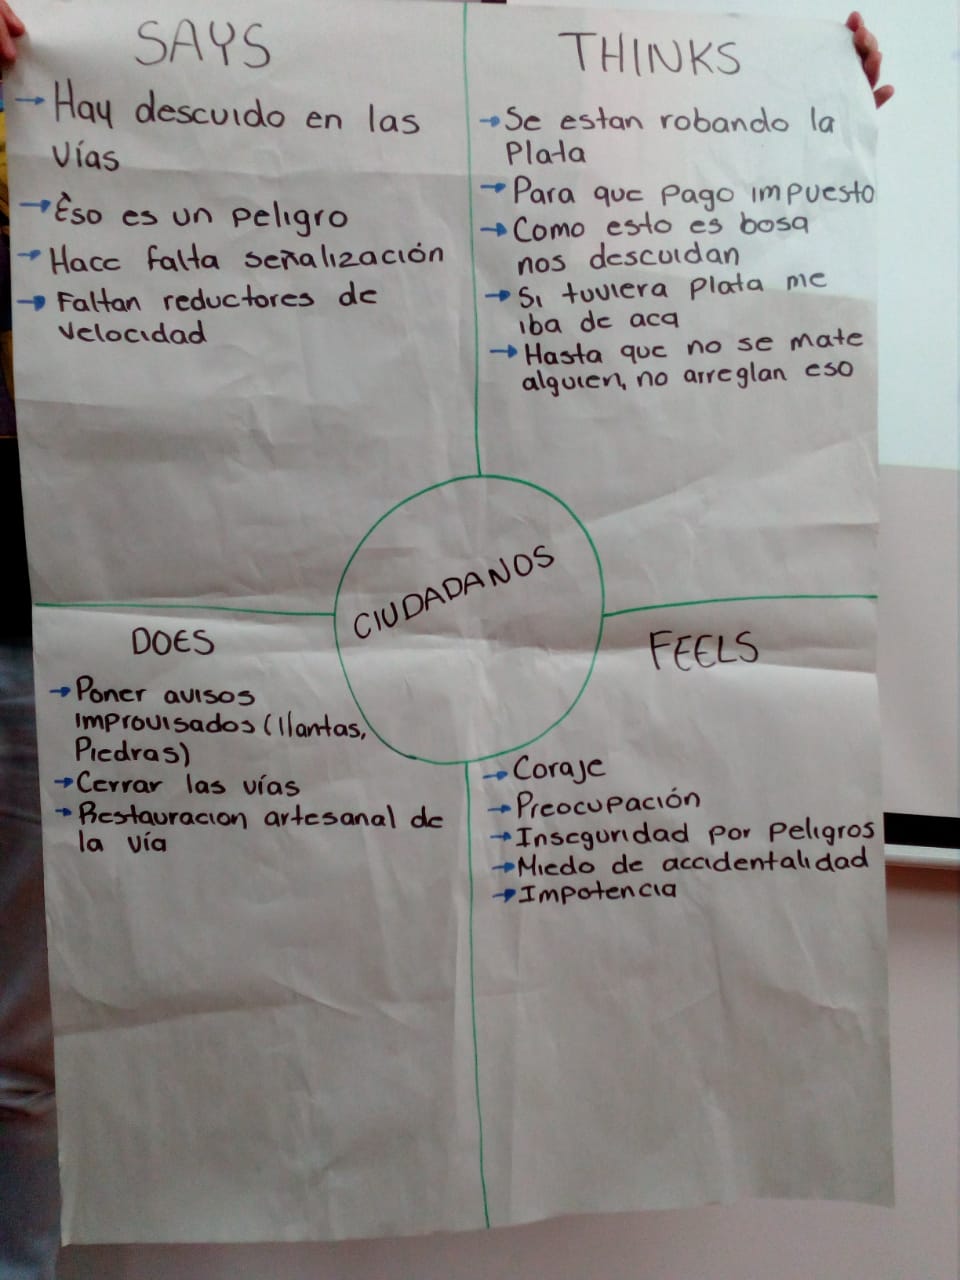 SAYS
→ Hay descuido en las
vías
→ Eso es un peligro
→ Hace falta señalización
→ Faltan reductores de
velocidad
THINKS
→ Se estan robando la
Plata
→ Para que pago impuesto
→ Como esto es bosa
nos descuidan
→ Si tuviera plata me
iba de aca
→ Hasta que no se mate
alguien, no arreglan eso
CIUDADANOS
DOES
→ Poner avisos
improvisados (llantas,
Piedras)
→ Cerrar las vías
→ Restauracion artesanal de
la vía
FEELS
→ Coraje
→ Preocupación
→ Inseguridad por peligros
→ Miedo de accidentalidad
→ Impotencia